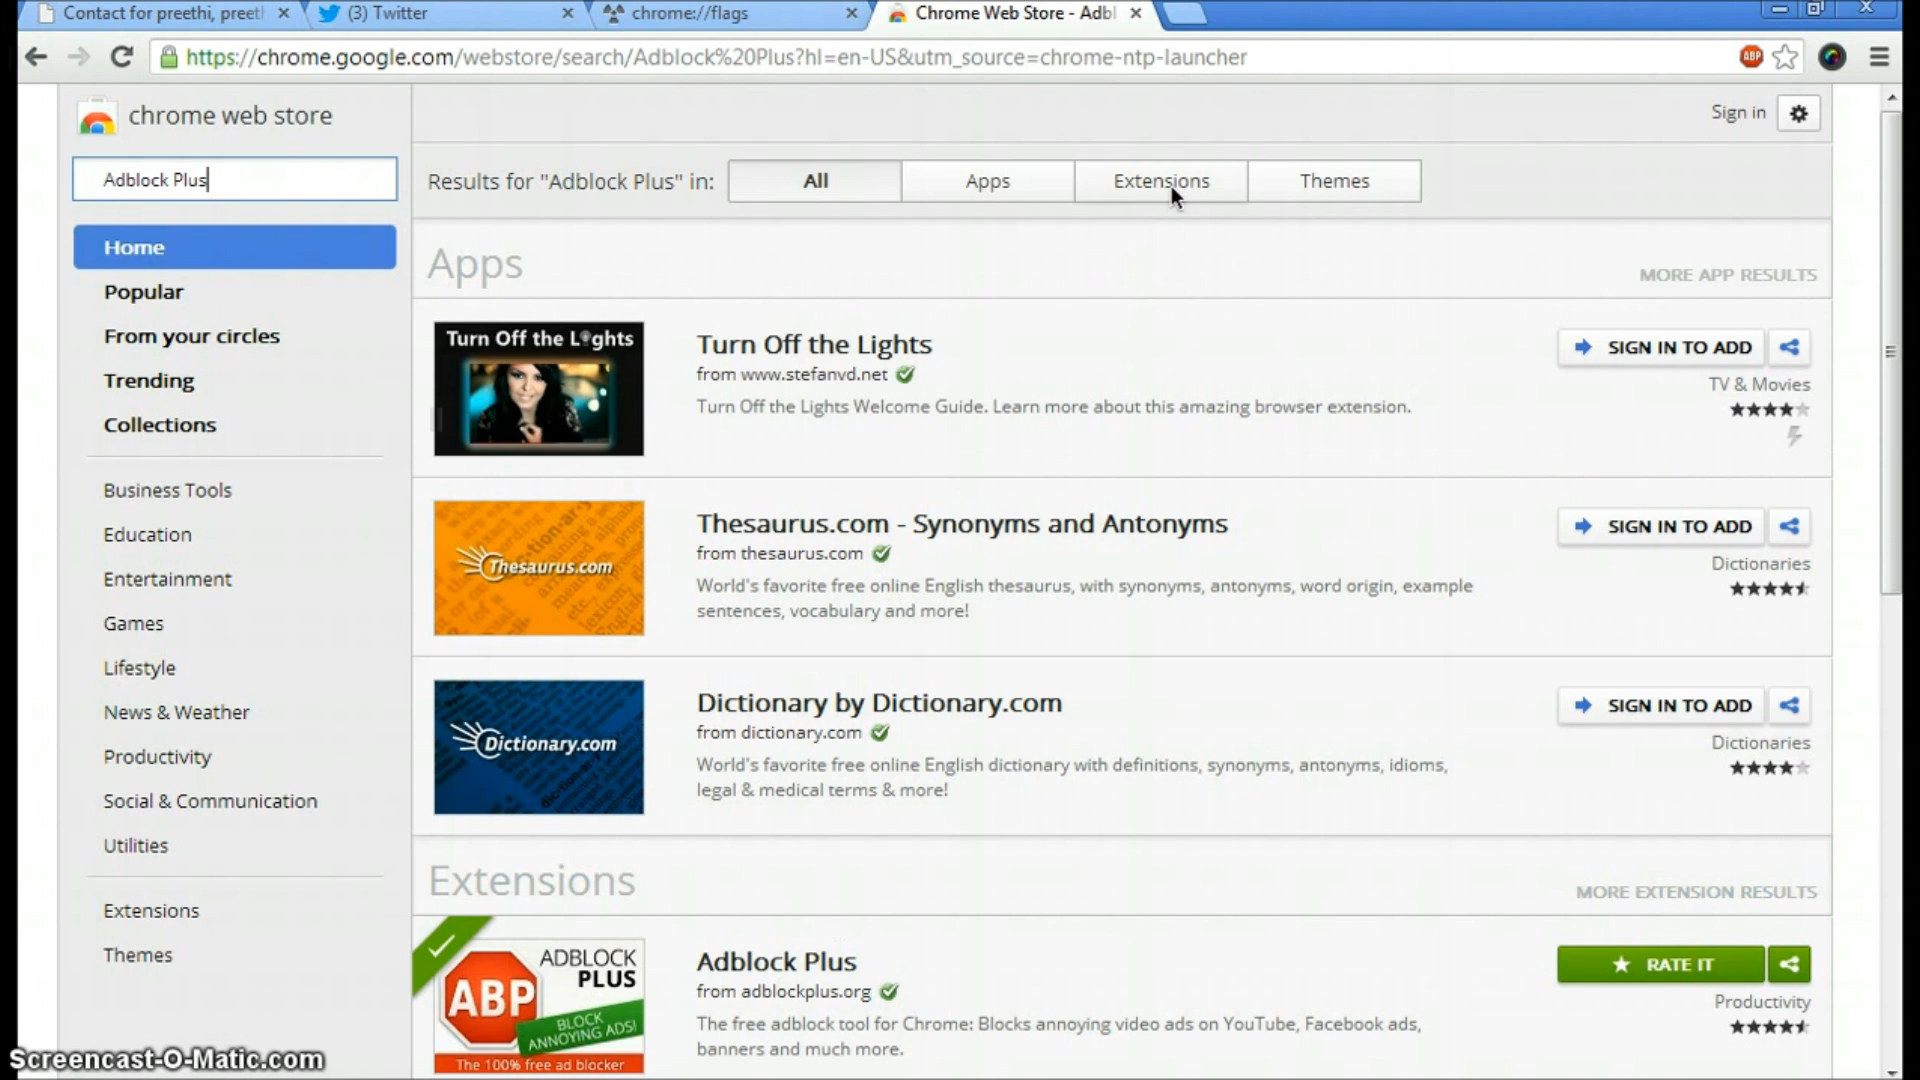 Contact for preethi, preet
(3) Twitter
chrome://flags
Chrome Web Store - Adbl
https://chrome.google.com/webstore/search/Adblock%20Plus?hl=en-US&utm_source=chrome-ntp-launcher
ABP
chrome web store
Sign in
Adblock Plus
Results for "Adblock Plus" in:
All
Apps
Extensions
Themes
Home
Popular
From your circles
Trending
Collections
Business Tools
Education
Entertainment
Games
Lifestyle
News & Weather
Productivity
Social & Communication
Utilities
Extensions
Themes
Apps
MORE APP RESULTS
Turn Off the Lights
Turn Off the Lights
from www.stefanvd.net
Turn Off the Lights Welcome Guide. Learn more about this amazing browser extension.
SIGN IN TO ADD
TV & Movies
Thesaurus.com
Thesaurus.com - Synonyms and Antonyms
from thesaurus.com
World's favorite free online English thesaurus, with synonyms, antonyms, word origin, example
sentences, vocabulary and more!
SIGN IN TO ADD
Dictionaries
Dictionary.com
Dictionary by Dictionary.com
from dictionary.com
World's favorite free online English dictionary with definitions, synonyms, antonyms, idioms,
legal & medical terms & more!
SIGN IN TO ADD
Dictionaries
Extensions
MORE EXTENSION RESULTS
ADBLOCK
PLUS
ABP
BLOCK
ANNOYING ADS!
The 100% free ad blocker
Adblock Plus
from adblockplus.org
The free adblock tool for Chrome: Blocks annoying video ads on YouTube, Facebook ads,
banners and much more.
RATE IT
Productivity
Screencast-O-Matic.com